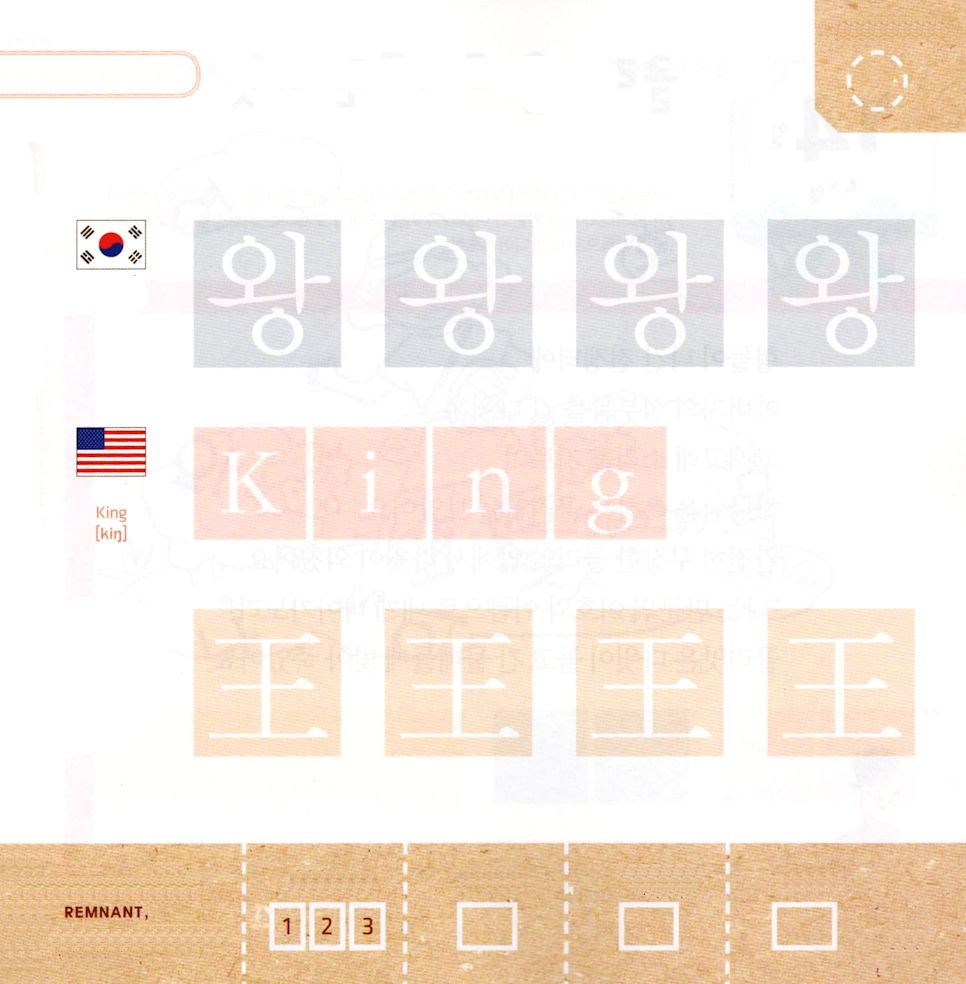 왕 왕 왕 왕
King
King
[kiŋ]
王 王 王 王
REMNANT,
1 2 3